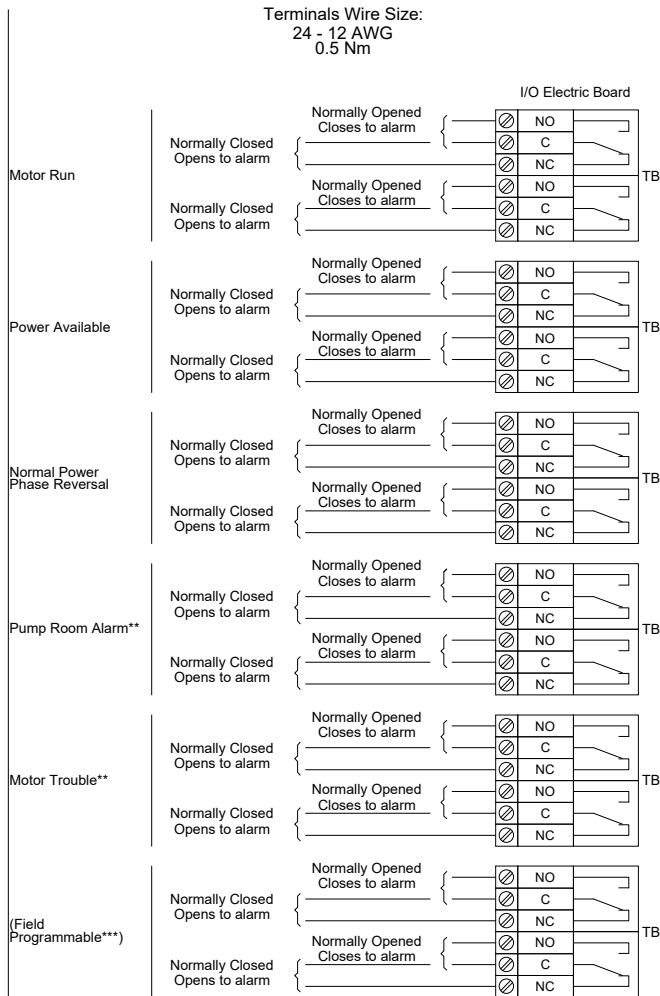 Terminals Wire Size:
24 - 12 AWG
0.5 Nm
I/O Electric Board
Motor Run
Normally Opened
Closes to alarm
Normally Closed
Opens to alarm
Normally Opened
Closes to alarm
Normally Closed
Opens to alarm
NO
C
NC
NO
C
NC
TB
Power Available
Normally Opened
Closes to alarm
Normally Closed
Opens to alarm
Normally Opened
Closes to alarm
Normally Closed
Opens to alarm
NO
C
NC
NO
C
NC
TB
Normal Power
Phase Reversal
Normally Opened
Closes to alarm
Normally Closed
Opens to alarm
Normally Opened
Closes to alarm
Normally Closed
Opens to alarm
NO
C
NC
NO
C
NC
TB
Pump Room Alarm**
Normally Opened
Closes to alarm
Normally Closed
Opens to alarm
Normally Opened
Closes to alarm
Normally Closed
Opens to alarm
NO
C
NC
NO
C
NC
TB
Motor Trouble**
Normally Opened
Closes to alarm
Normally Closed
Opens to alarm
Normally Opened
Closes to alarm
Normally Closed
Opens to alarm
NO
C
NC
NO
C
NC
TB
(Field
Programmable***)
Normally Opened
Closes to alarm
Normally Closed
Opens to alarm
Normally Opened
Closes to alarm
Normally Closed
Opens to alarm
NO
C
NC
NO
C
NC
TB